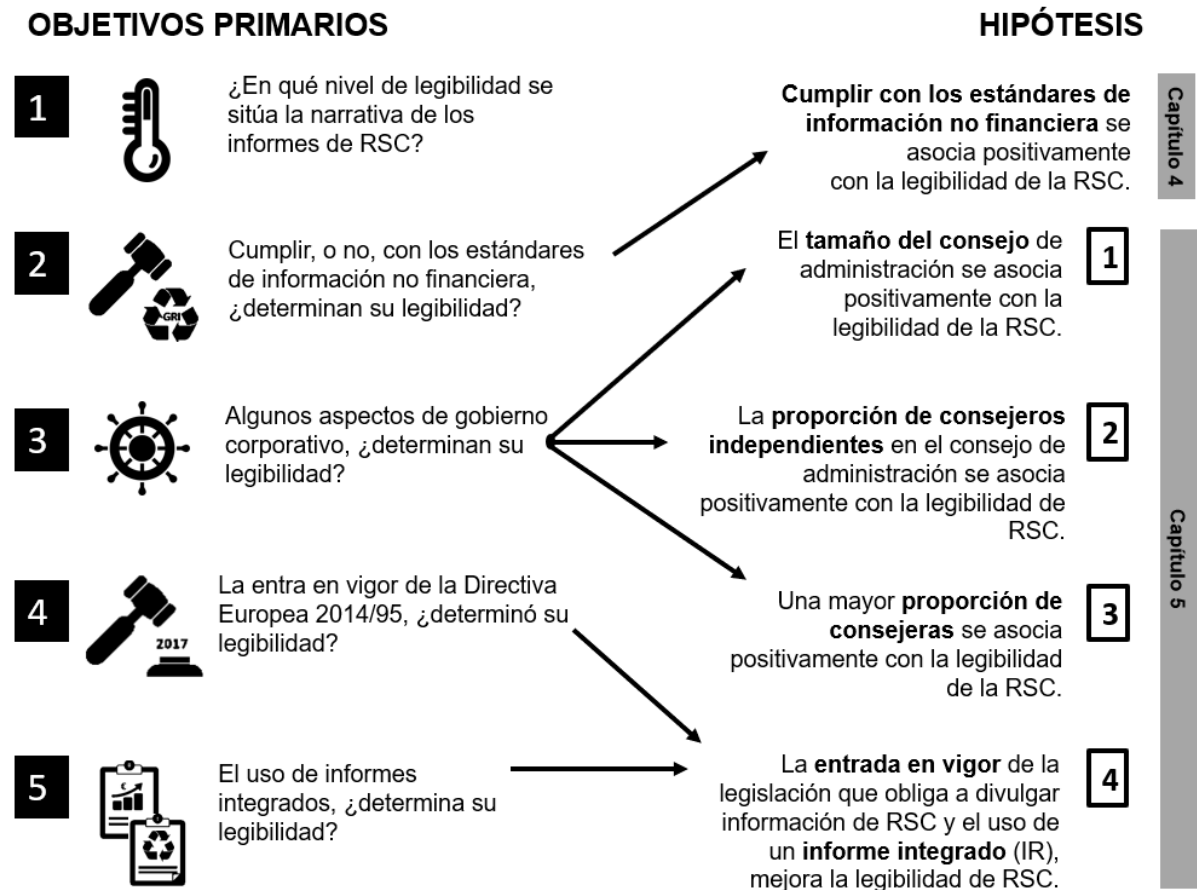 OBJETIVOS PRIMARIOS
HIPÓTESIS
1
¿En qué nivel de legibilidad se
sitúa la narrativa de los
informes de RSC?
2
GRI
Cumplir, o no, con los estándares
de información no financiera,
¿determinan su legibilidad?
3
Algunos aspectos de gobierno
corporativo, ¿determinan su
legibilidad?
4
2017
La entra en vigor de la Directiva
Europea 2014/95, ¿determinó su
legibilidad?
5
€
El uso de informes
integrados, ¿determina su
legibilidad?
Cumplir con los estándares de
información no financiera se
asocia positivamente
con la legibilidad de la RSC.
Capítulo 4
El tamaño del consejo de
administración se asocia
positivamente con la
legibilidad de la RSC.
1
La proporción de consejeros
independientes en el consejo de
administración se asocia
positivamente con la legibilidad de
RSC.
2
Una mayor proporción de
consejeras se asocia
positivamente con la legibilidad
de la RSC.
3
La entrada en vigor de la
legislación que obliga a divulgar
información de RSC y el uso de
un informe integrado (IR),
mejora la legibilidad de RSC.
4
Capítulo 5